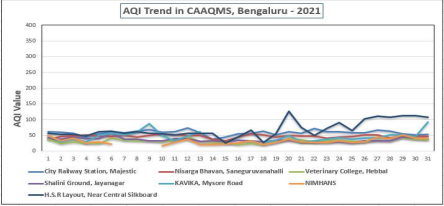 AQI Trend in CAAQMS, Bengaluru - 2021
AQI Value
400
350
300
250
200
150
100
50
0
1 2 3 4 5 6 7 8 9 10 11 12 13 14 15 16 17 18 19 20 21 22 23 24 25 26 27 28 29 30 31
City Railway Station, Majestic Nisarga Bhavan, Saneguruvanahalli Veterinary College, Hebbal
Shalini Ground, Jayanagar KAVIKA, Mysore Road NIMHANS
H.S.R Layout, Near Central Silkboard